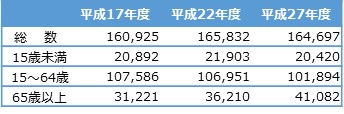 平成17年度 平成22年度 平成27年度
総 数 160,925 165,832 164,697
15歳未満 20,892 21,903 20,420
15～64歳 107,586 106,951 101,894
65歳以上 31,221 36,210 41,082